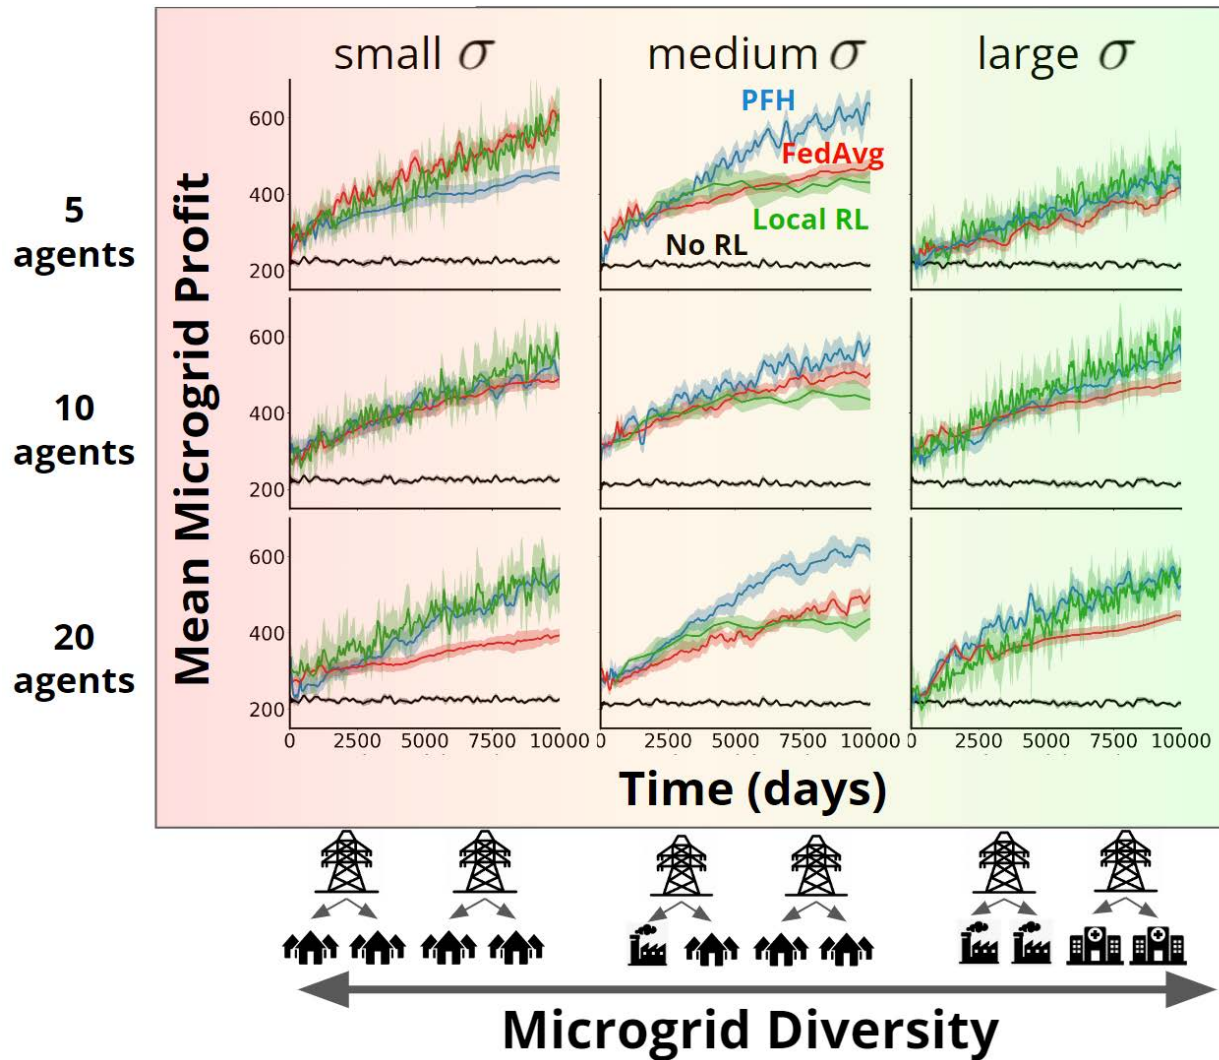 small σ
medium σ
large σ
Mean Microgrid Profit
5
agents
600
400
200
PFH
FedAvg
Local RL
No RL
10
agents
600
400
200
20
agents
600
400
200
0 2500 5000 7500 10000
0 2500 5000 7500 10000
0 2500 5000 7500 10000
Time (days)
Microgrid Diversity